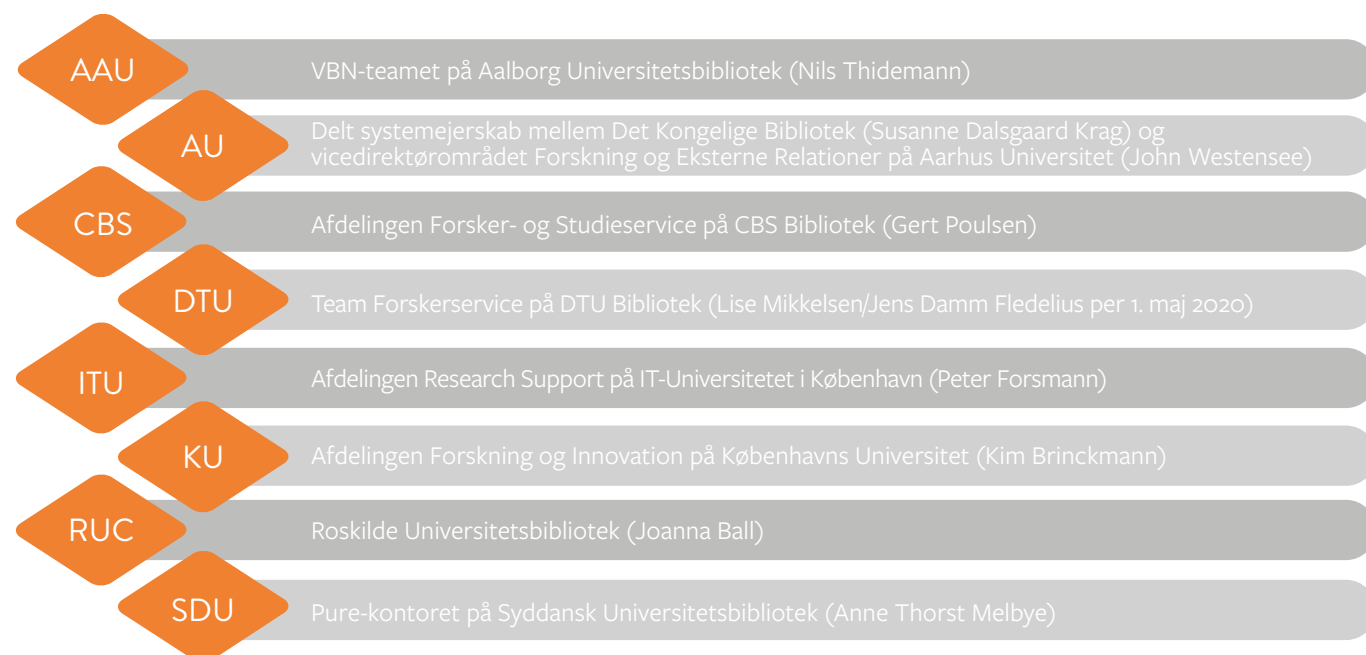 AAU
VBN-teamet på Aalborg Universitetsbibliotek (Nils Thidemann)
AU
Delt systemejerskab mellem Det Kongelige Bibliotek (Susanne Dalsgaard Krag) og
vicedirektørområdet Forskning og Eksterne Relationer på Aarhus Universitet (John Westensee)
CBS
Afdelingen Forsker- og Studieservice på CBS Bibliotek (Gert Poulsen)
DTU
Team Forskerservice på DTU Bibliotek (Lise Mikkelsen/Jens Damm Fledelius per 1. maj 2020)
ITU
Afdelingen Research Support på IT-Universitetet i København (Peter Forsmann)
KU
Afdelingen Forskning og Innovation på Københavns Universitet (Kim Brinckmann)
RUC
Roskilde Universitetsbibliotek (Joanna Ball)
SDU
Pure-kontoret på Syddansk Universitetsbibliotek (Anne Thorst Melbye)